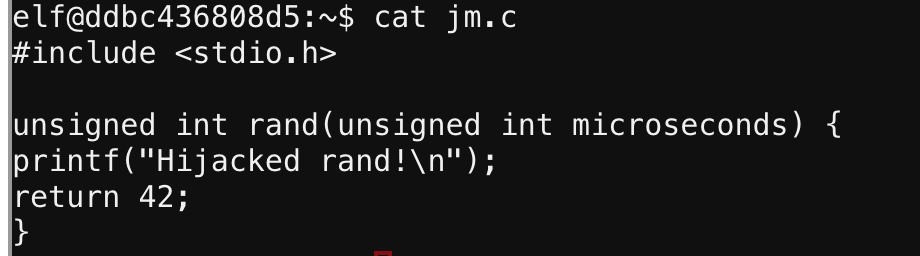 elf@ddbc436808d5:~$ cat jm.c
#include <stdio.h>
unsigned int rand(unsigned int microseconds) {
printf("Hijacked rand!\n");
return 42;
}